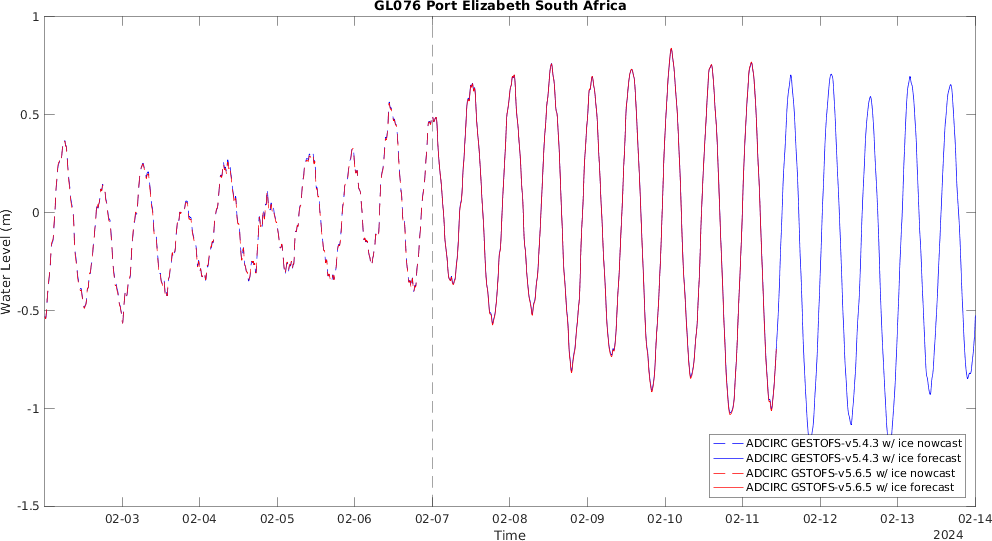 GL076 Port Elizabeth South Africa
1
0.5
0
-0.5
-1
-1.5
Water Level (m)
ADCIRC GESTOFS-v5.4.3 w/ ice nowcast
ADCIRC GESTOFS-v5.4.3 w/ ice forecast
ADCIRC GSTOFS-v5.6.5 w/ ice nowcast
ADCIRC GSTOFS-v5.6.5 w/ ice forecast
02-03 02-04 02-05 02-06 02-07 02-08 02-09 02-10 02-11 02-12 02-13 02-14
Time
2024